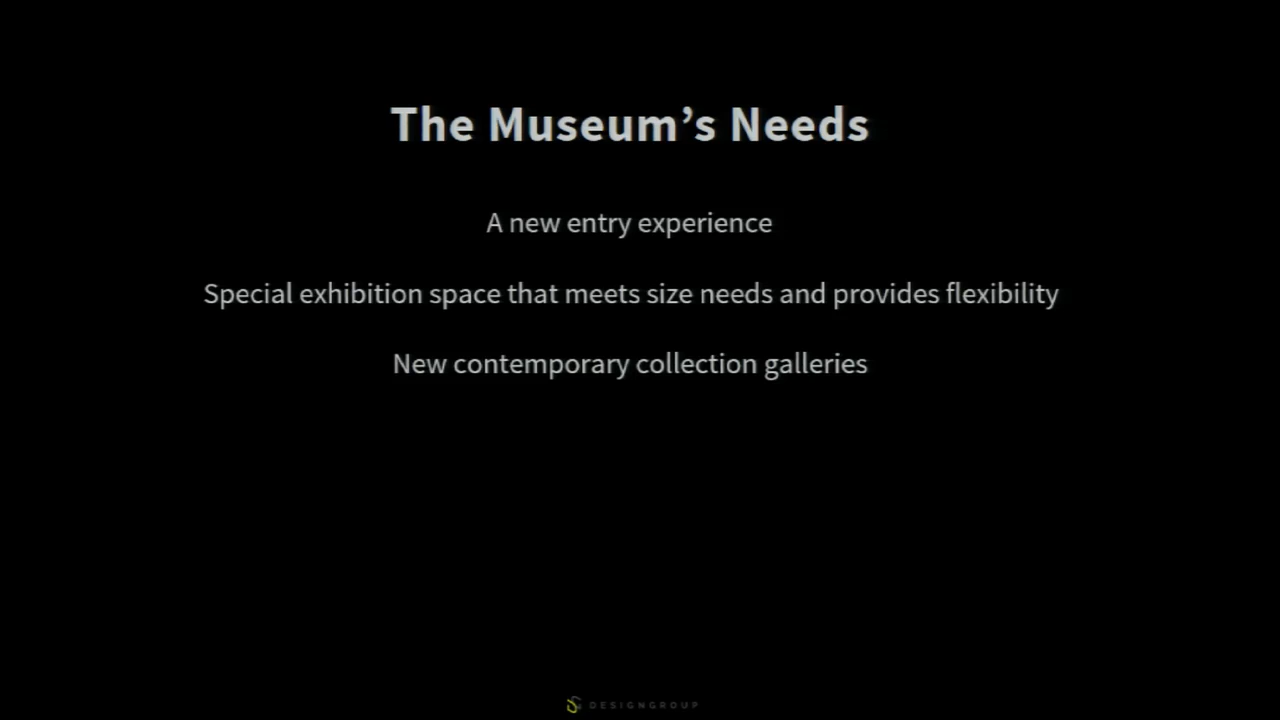 The Museum’s Needs
A new entry experience
Special exhibition space that meets size needs and provides flexibility
New contemporary collection galleries
DESIGNGROUP